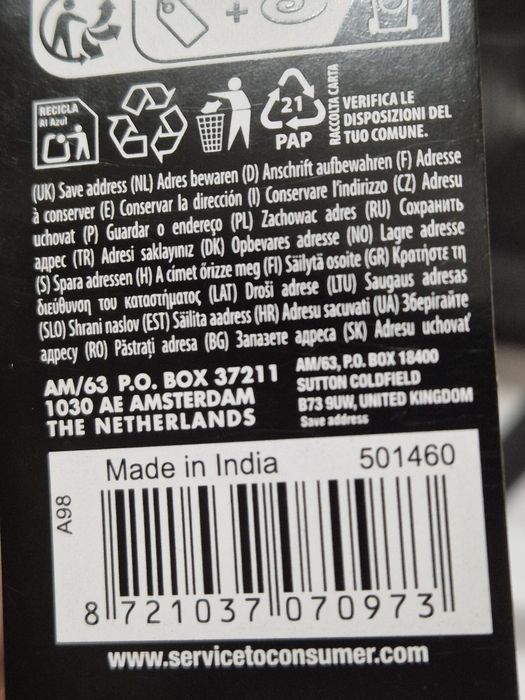 RECICLA
Al Azul
21
PAP
RACCOLTA CARTA
VERIFICA LE
DISPOSIZIONI DEL
TUO COMUNE.
(UK) Save address (NL) Adres bewaren (D) Anschrift aufbewahren (F) Adresse
à conserver (E) Conservar la dirección (I) Conservare l'indirizzo (CZ) Adresu
uchovat (P) Guardar o endereço (PL) Zachowac adres (RU) Сохранить
адрес (TR) Adresi saklayınız (DK) Opbevares adresse (NO) Lagre adresse
(S) Spara adressen (H) A címet őrizze meg (FI) Säilytä osoite (GR) Κρατήστε τη
διεύθυνση του καταστήματος (LAT) Droši adrese (LTU) Saugaus adresas
(SLO) Shrani naslov (EST) Säilita aadress (HR) Adresu sacuvati (UA) Зберігайте
адресу (RO) Păstrați adresa (BG) Запазете адреса (SK) Adresu uchovať
AM/63 P.O. BOX 37211
1030 AE AMSTERDAM
THE NETHERLANDS
AM/63, P.O. BOX 18400
SUTTON COLDFIELD
B73 9UW, UNITED KINGDOM
Save address
Made in India 501460
A98
8 721037 070973
www.servicetoconsumer.com